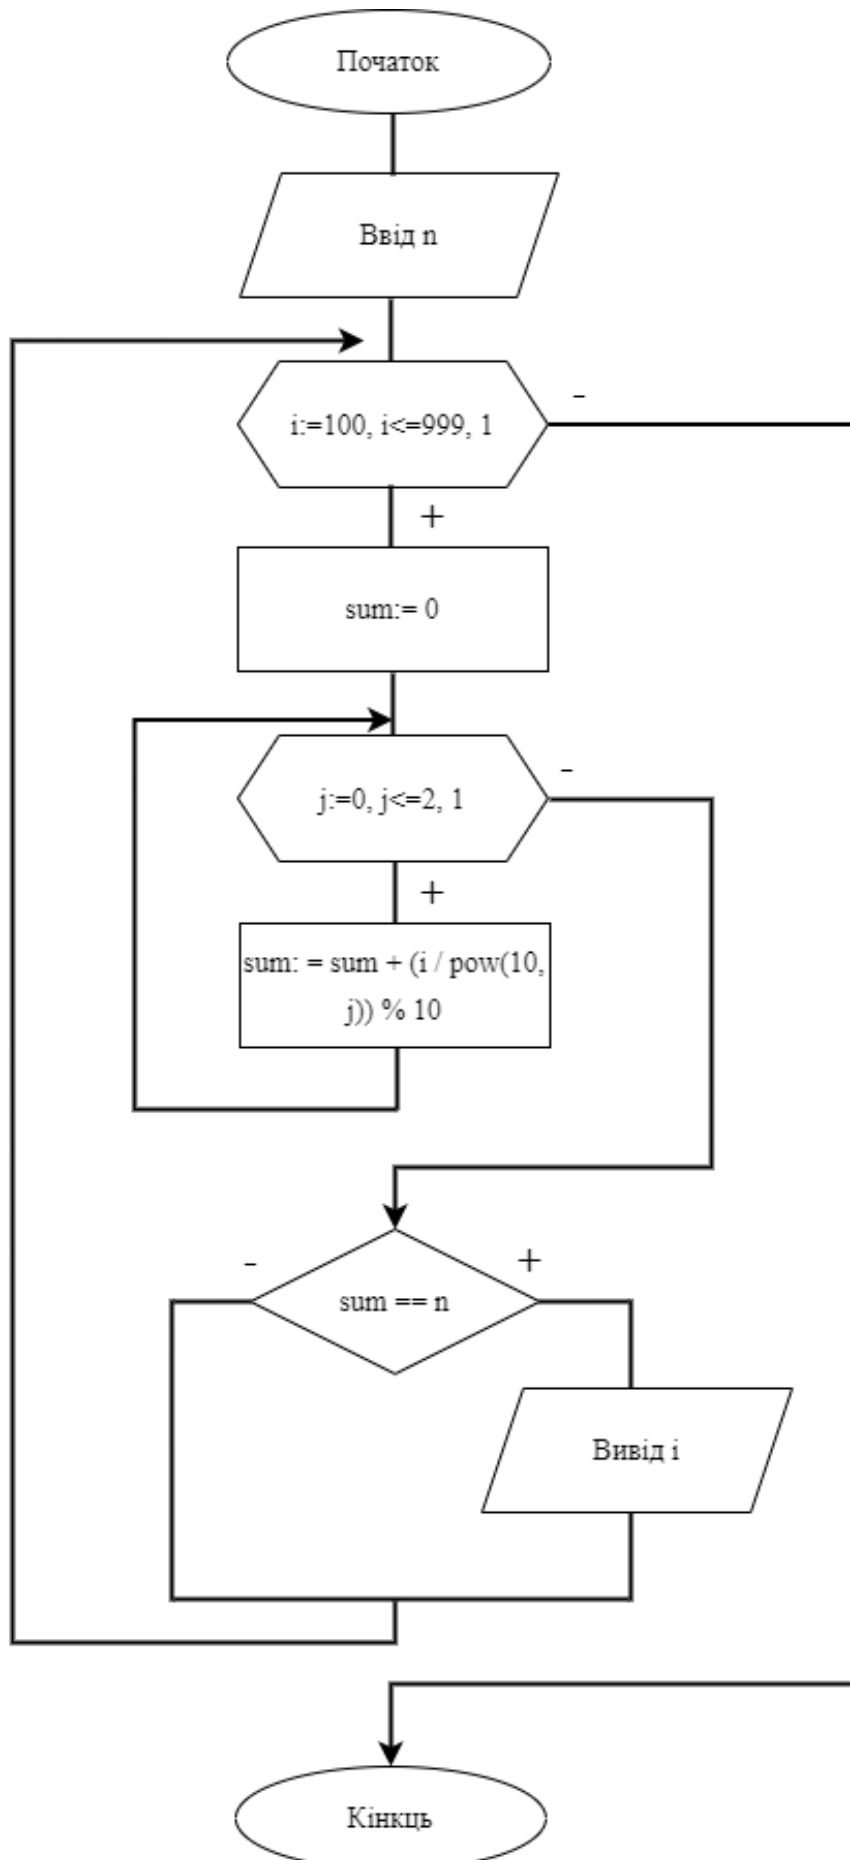 Початок
Ввід n
i:=100, i<=999, 1
-
+
sum:= 0
j:=0, j<=2, 1
-
+
sum: = sum + (i / pow(10,
j)) % 10
-
+
sum == n
Вивід i
Кінкць